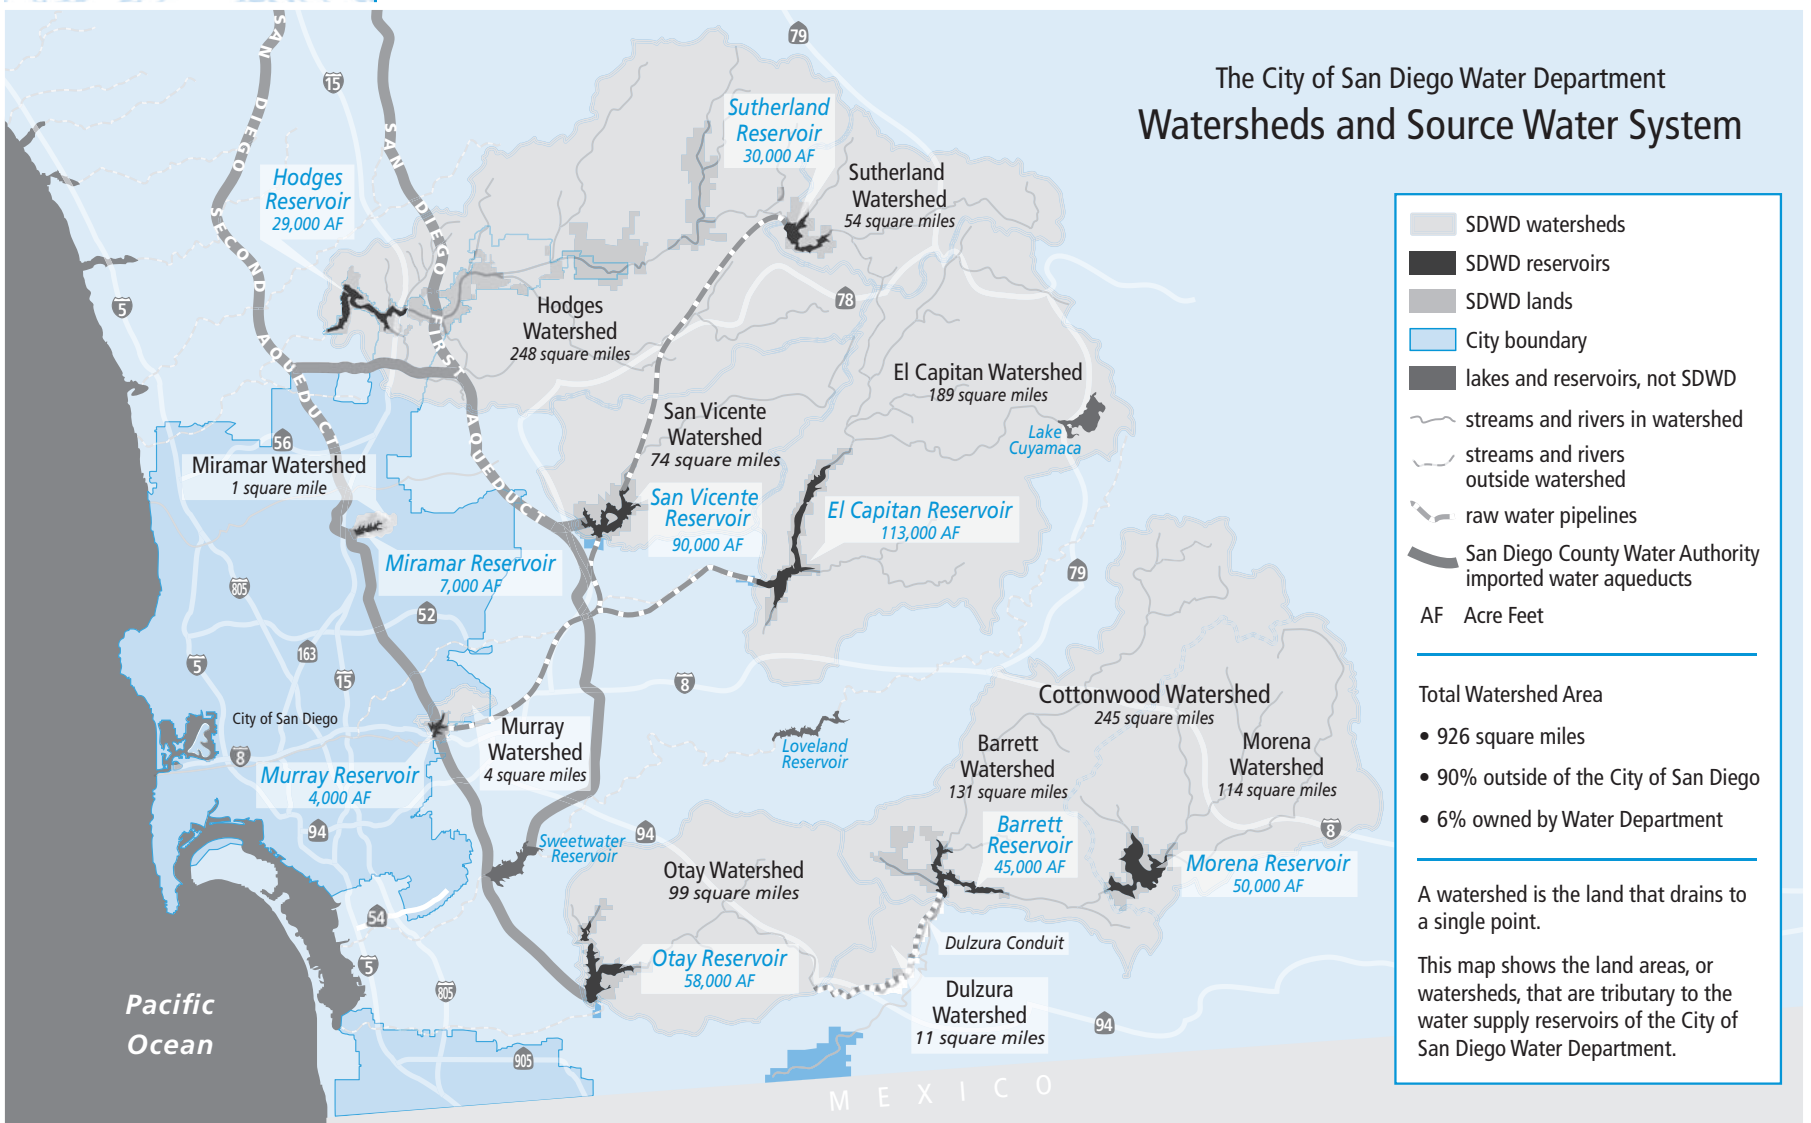 The City of San Diego Water Department
Watersheds and Source Water System
SDWD watersheds
SDWD reservoirs
SDWD lands
City boundary
lakes and reservoirs, not SDWD
streams and rivers in watershed
streams and rivers
outside watershed
raw water pipelines
San Diego County Water Authority
imported water aqueducts
AF Acre Feet
Total Watershed Area
• 926 square miles
• 90% outside of the City of San Diego
• 6% owned by Water Department
A watershed is the land that drains to
a single point.
This map shows the land areas, or
watersheds, that are tributary to the
water supply reservoirs of the City of
San Diego Water Department.
SAN DIEGO SECOND AQUEDUCT
SAN DIEGO FIRST AQUEDUCT
15
79
Sutherland
Reservoir
30,000 AF
Sutherland
Watershed
54 square miles
Hodges
Reservoir
29,000 AF
5
78
Hodges
Watershed
248 square miles
El Capitan Watershed
189 square miles
Lake
Cuyamaca
San Vicente
Watershed
74 square miles
56
Miramar Watershed
1 square mile
San Vicente
Reservoir
90,000 AF
El Capitan Reservoir
113,000 AF
Miramar Reservoir
7,000 AF
79
805
52
163
5
15
8
City of San Diego
8
Murray
Watershed
4 square miles
Murray Reservoir
4,000 AF
Loveland
Reservoir
Cottonwood Watershed
245 square miles
Barrett
Watershed
131 square miles
Morena
Watershed
114 square miles
94
94
8
Sweetwater
Reservoir
Barrett
Reservoir
45,000 AF
Morena Reservoir
50,000 AF
Otay Watershed
99 square miles
54
Dulzura Conduit
Otay Reservoir
58,000 AF
5
805
Dulzura
Watershed
11 square miles
94
905
Pacific
Ocean
MEXICO